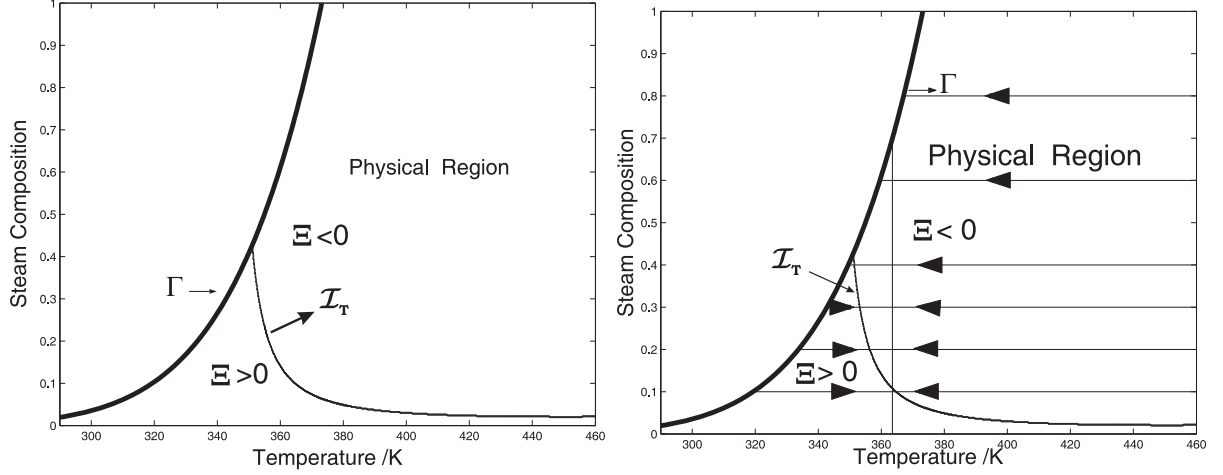 1
0.9
0.8
0.7
0.6
0.5
0.4
0.3
0.2
0.1
0
300 320 340 360 380 400 420 440 460
Temperature /K
Steam Composition
Physical Region
Ξ <0
Γ
I_T
Ξ >0
1
0.9
0.8
0.7
0.6
0.5
0.4
0.3
0.2
0.1
0
300 320 340 360 380 400 420 440 460
Temperature /K
Steam Composition
Γ
Physical Region
Ξ < 0
I_T
Ξ > 0